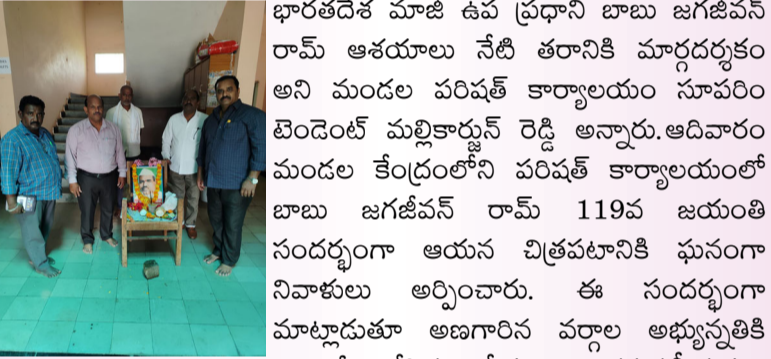 భారతదేశ మాజీ ఉప ప్రధాని బాబు జగజీవన్
రామ్ ఆశయాలు నేటి తరానికి మార్గదర్శకం
అని మండల పరిషత్ కార్యాలయం సూపరిం
టెండెంట్ మల్లికార్జున్ రెడ్డి అన్నారు.ఆదివారం
మండల కేంద్రంలోని పరిషత్ కార్యాలయంలో
బాబు జగజీవన్ రామ్ 119వ జయంతి
సందర్భంగా ఆయన చిత్రపటానికి ఘనంగా
నివాళులు అర్పించారు. ఈ సందర్భంగా
మాట్లాడుతూ అణగారిన వర్గాల అభ్యున్నతికి